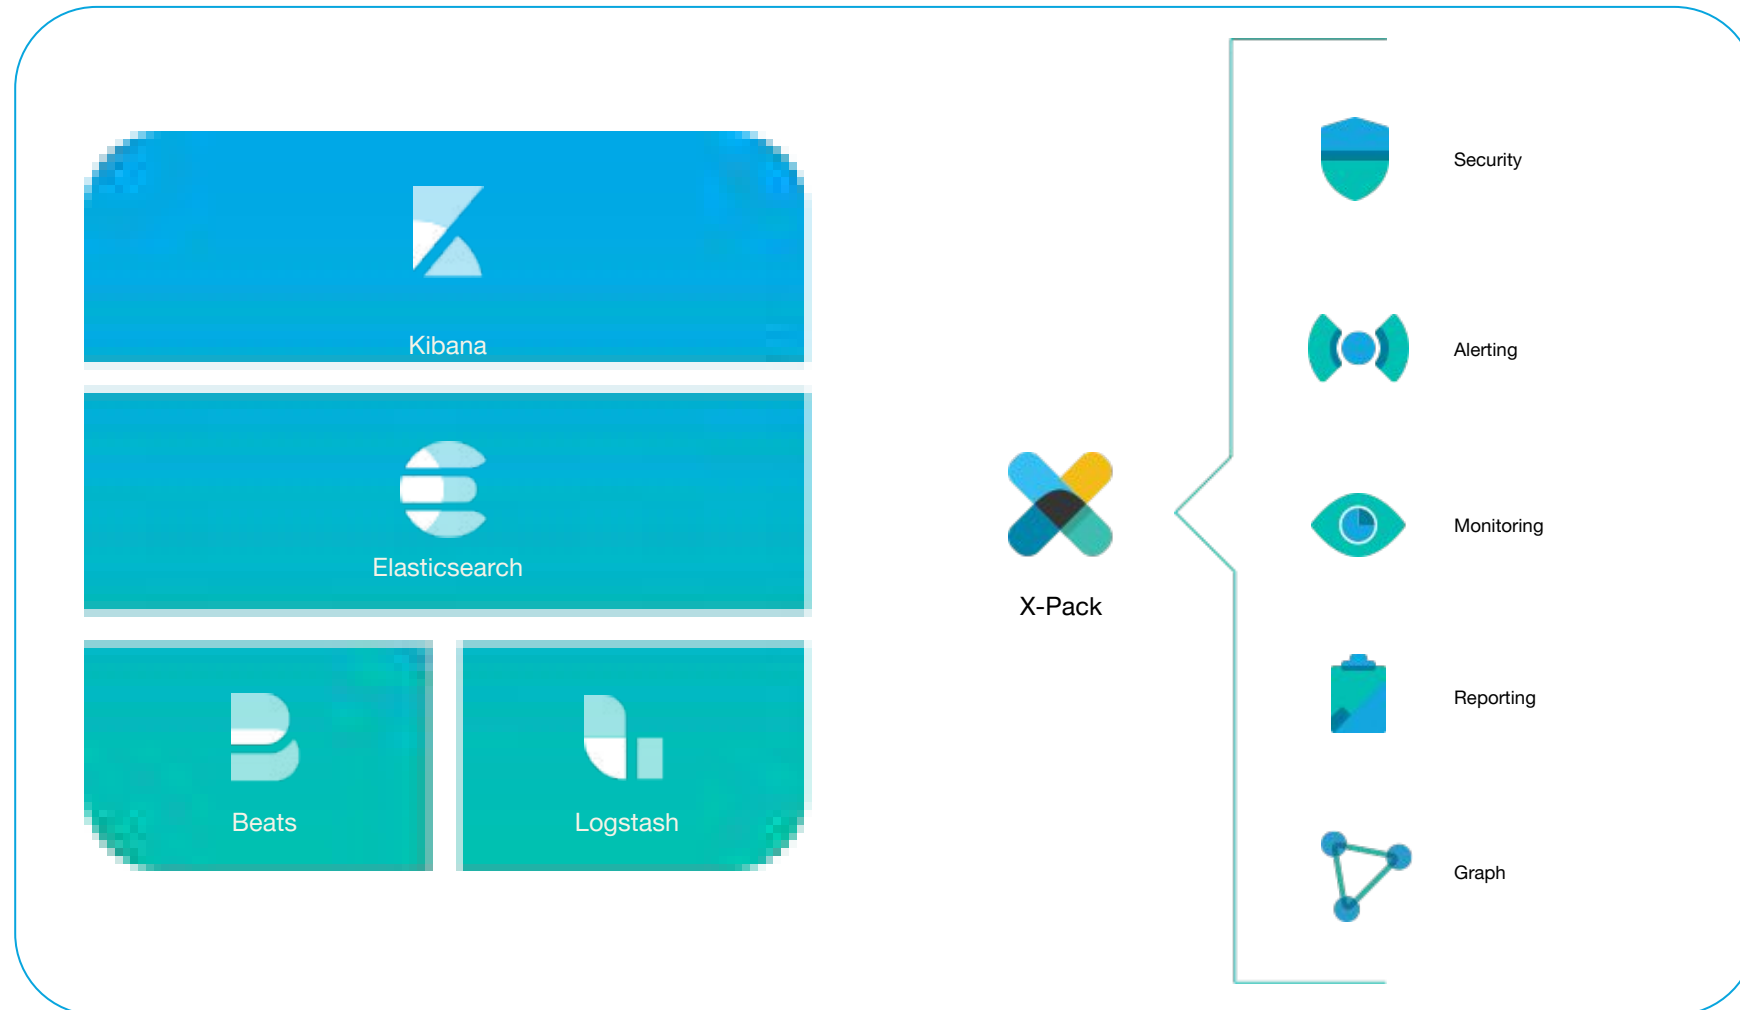 Kibana
Elasticsearch
Beats
Logstash
X-Pack
Security
Alerting
Monitoring
Reporting
Graph